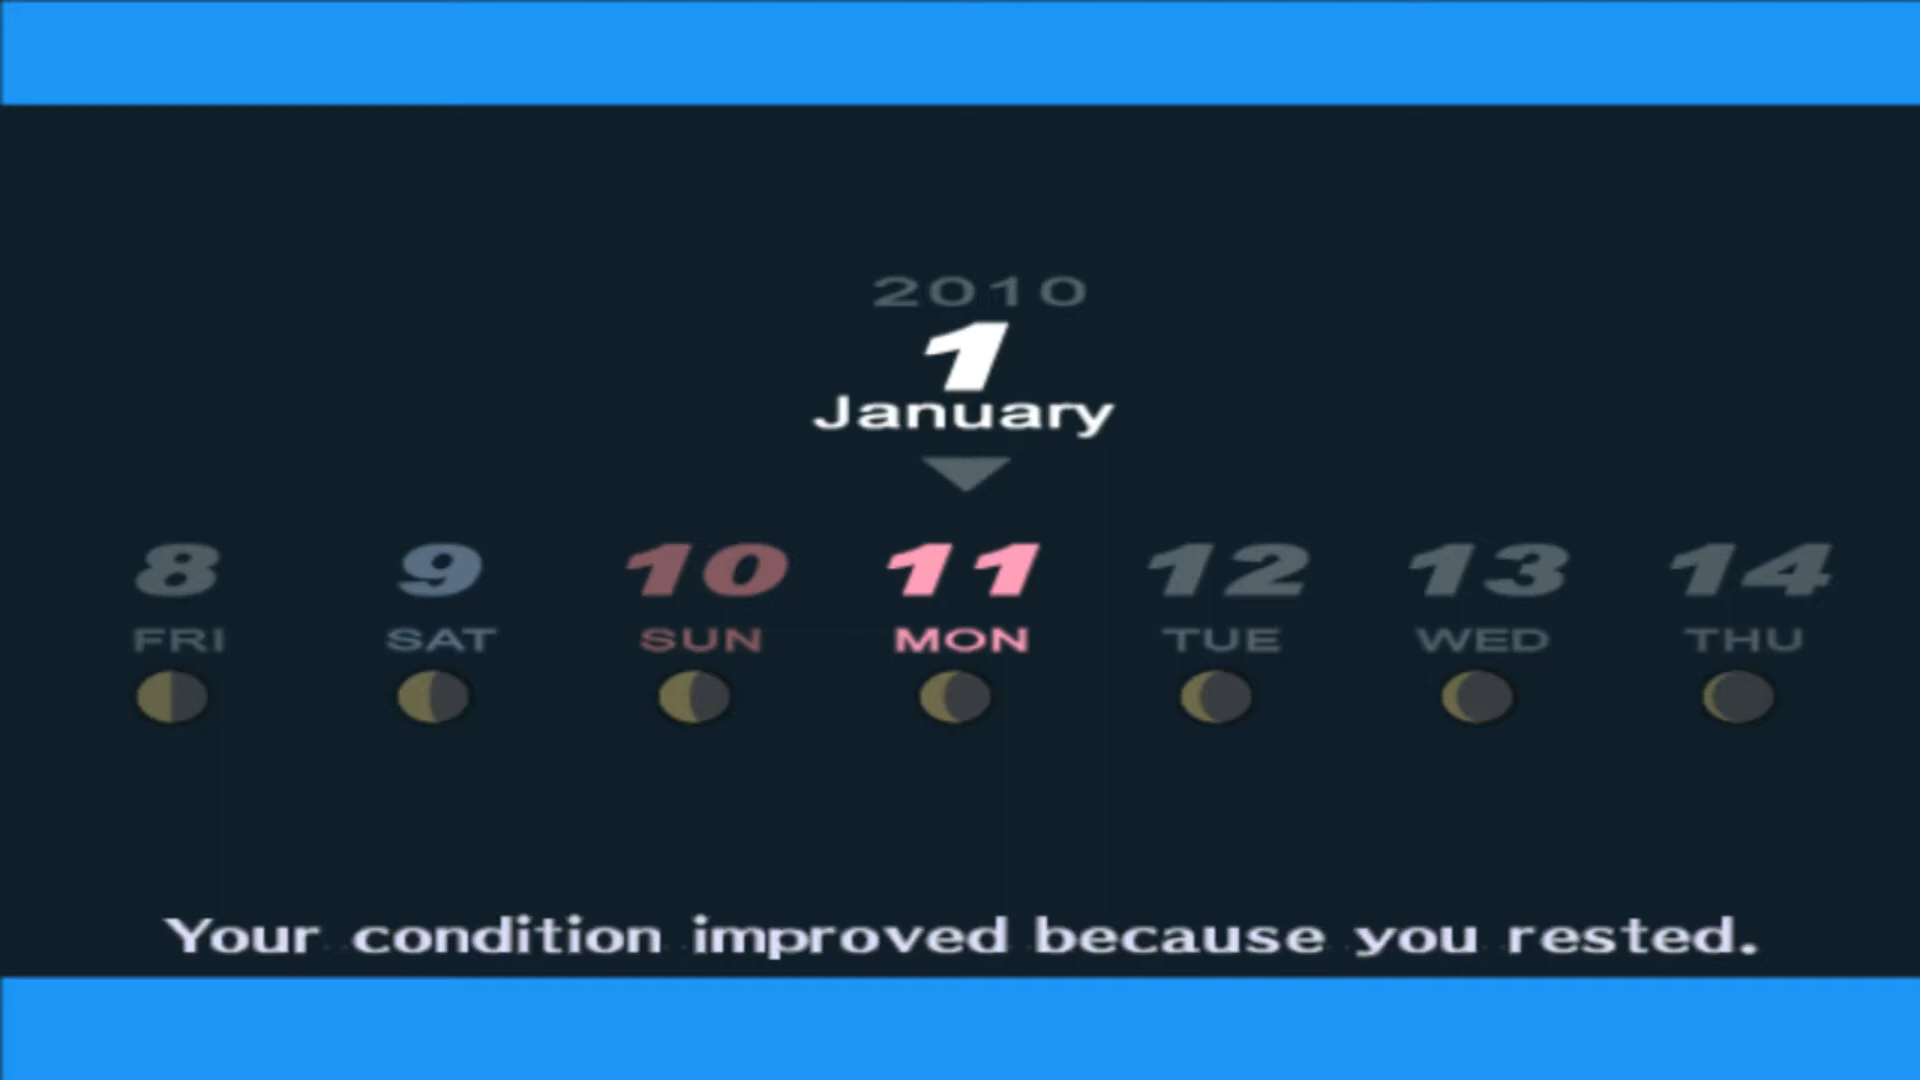 2010
1
January
8 9 10 11 12 13 14
FRI SAT SUN MON TUE WED THU
Your condition improved because you rested.